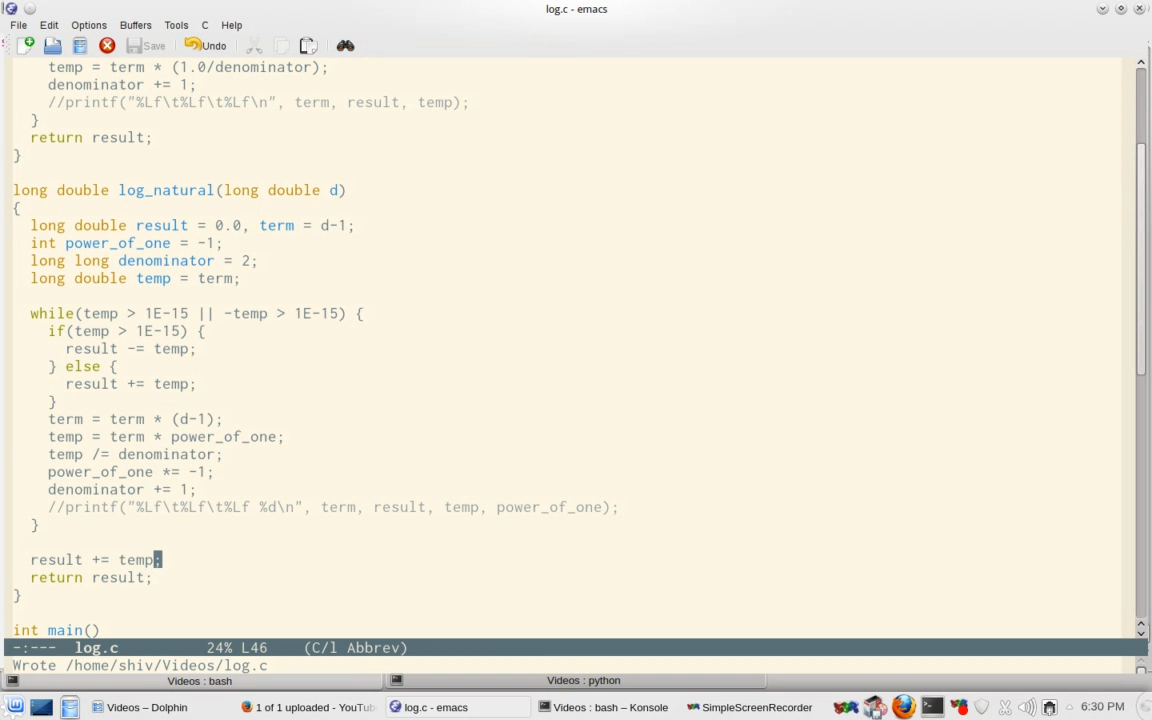 log.c - emacs
File Edit Options Buffers Tools C Help
Save Undo
temp = term * (1.0/denominator);
denominator += 1;
//printf("%Lf\t%Lf\t%Lf\n", term, result, temp);
}
return result;
}
long double log_natural(long double d)
{
long double result = 0.0, term = d-1;
int power_of_one = -1;
long long denominator = 2;
long double temp = term;
while(temp > 1E-15 || -temp > 1E-15) {
if(temp > 1E-15) {
result -= temp;
} else {
result += temp;
}
term = term * (d-1);
temp = term * power_of_one;
temp /= denominator;
power_of_one *= -1;
denominator += 1;
//printf("%Lf\t%Lf\t%Lf %d\n", term, result, temp, power_of_one);
}
result += temp;
return result;
}
int main()
-:--- log.c 24% L46 (C/l Abbrev)
Wrote /home/shiv/Videos/log.c
Videos : bash Videos : python
Videos – Dolphin 1 of 1 uploaded - YouTub log.c - emacs Videos : bash – Konsole SimpleScreenRecorder 6:30 PM